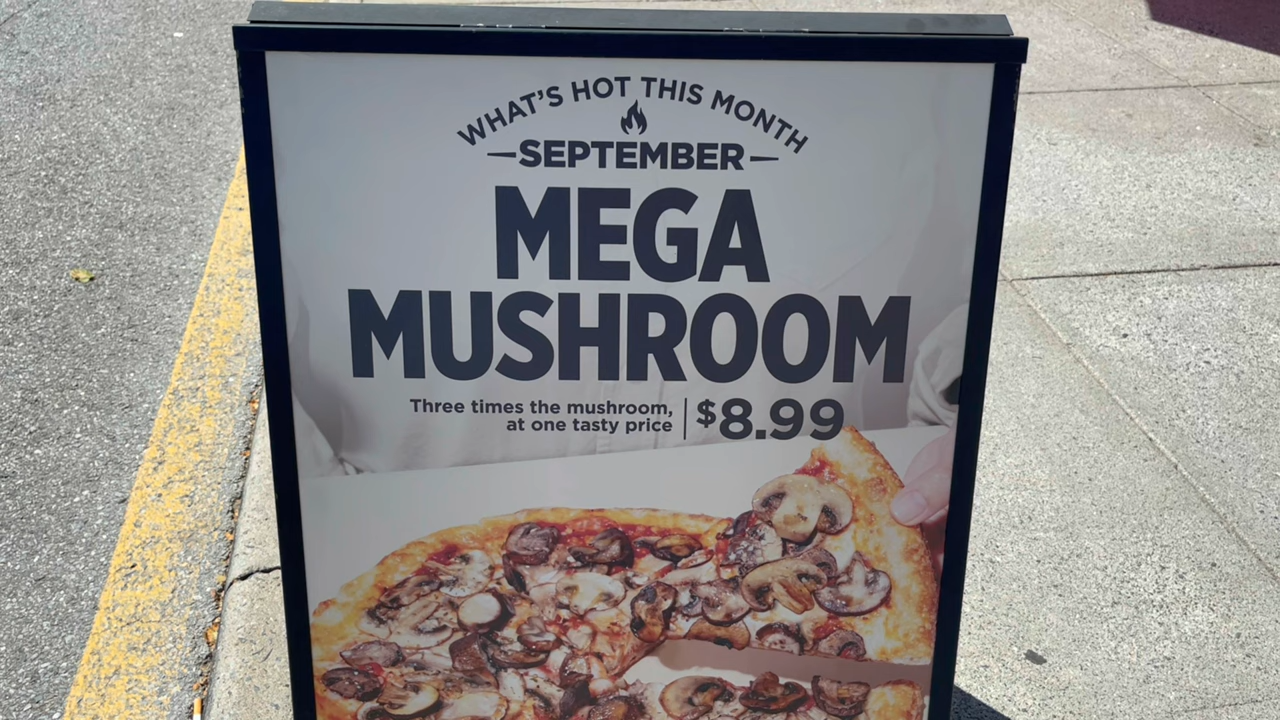 WHAT'S HOT THIS MONTH
SEPTEMBER
MEGA
MUSHROOM
Three times the mushroom,
at one tasty price
$8.99